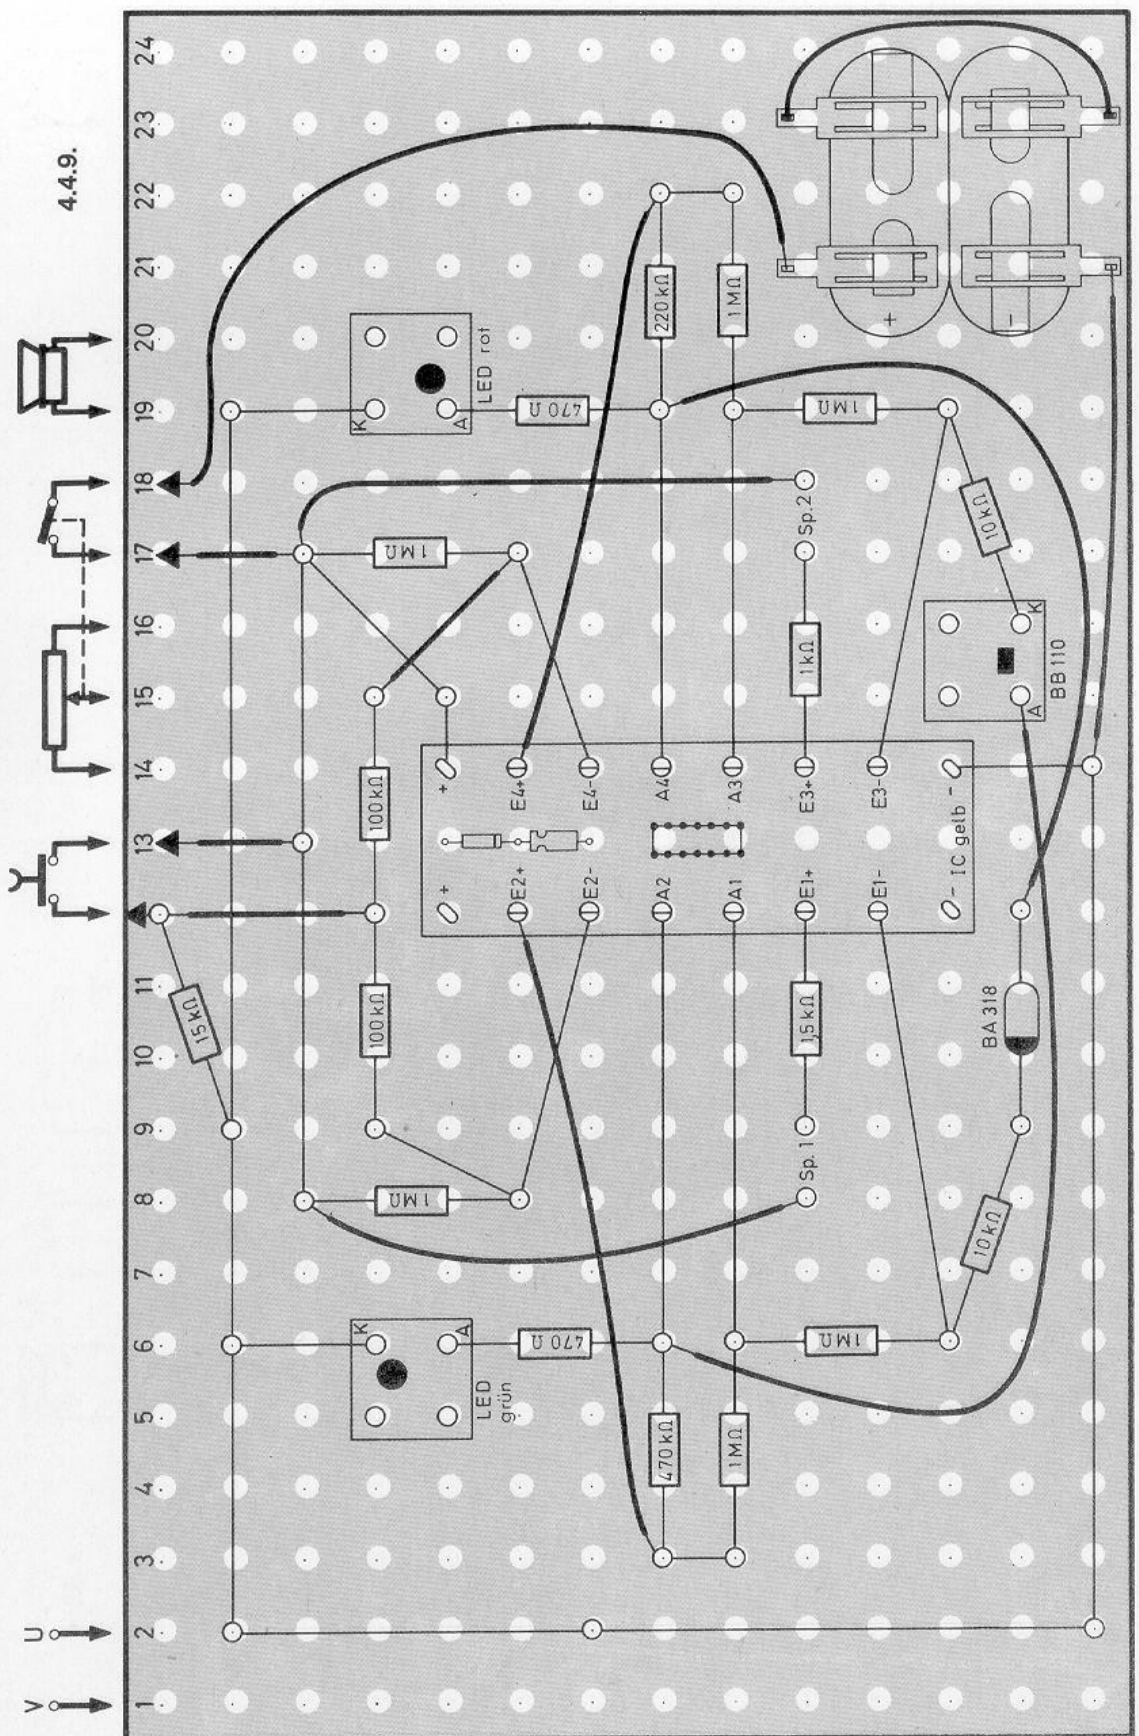 4.4.9.
V
U
1
2
3
4
5
6
7
8
9
10
11
13
14
15
16
17
18
19
20
21
22
23
24
15 kΩ
100 kΩ
100 kΩ
1 MΩ
1 MΩ
K
A
LED grün
470 Ω
K
A
LED rot
470 Ω
470 kΩ
1 MΩ
220 kΩ
1 MΩ
+
E2+
E2-
A2
A1
E1+
E1-
-
IC gelb
+
E4+
E4-
A4
A3
E3+
E3-
-
Sp. 1
1,5 kΩ
1 kΩ
Sp. 2
1 MΩ
1 MΩ
10 kΩ
10 kΩ
BA 318
A
K
BB 110
+
-